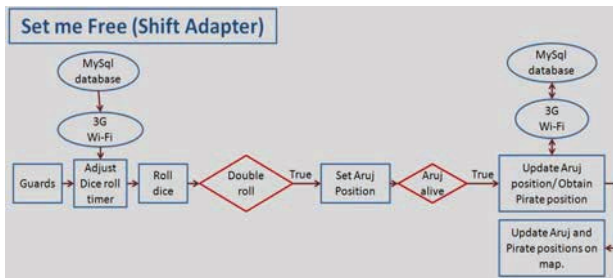 Set me Free (Shift Adapter)
MySql
database
3G
Wi-Fi
Guards
Adjust
Dice roll
timer
Roll
dice
Double
roll
True
Set Aruj
Position
Aruj
alive
True
MySql
database
3G
Wi-Fi
Update Aruj
position/ Obtain
Pirate position
Update Aruj and
Pirate positions on
map.